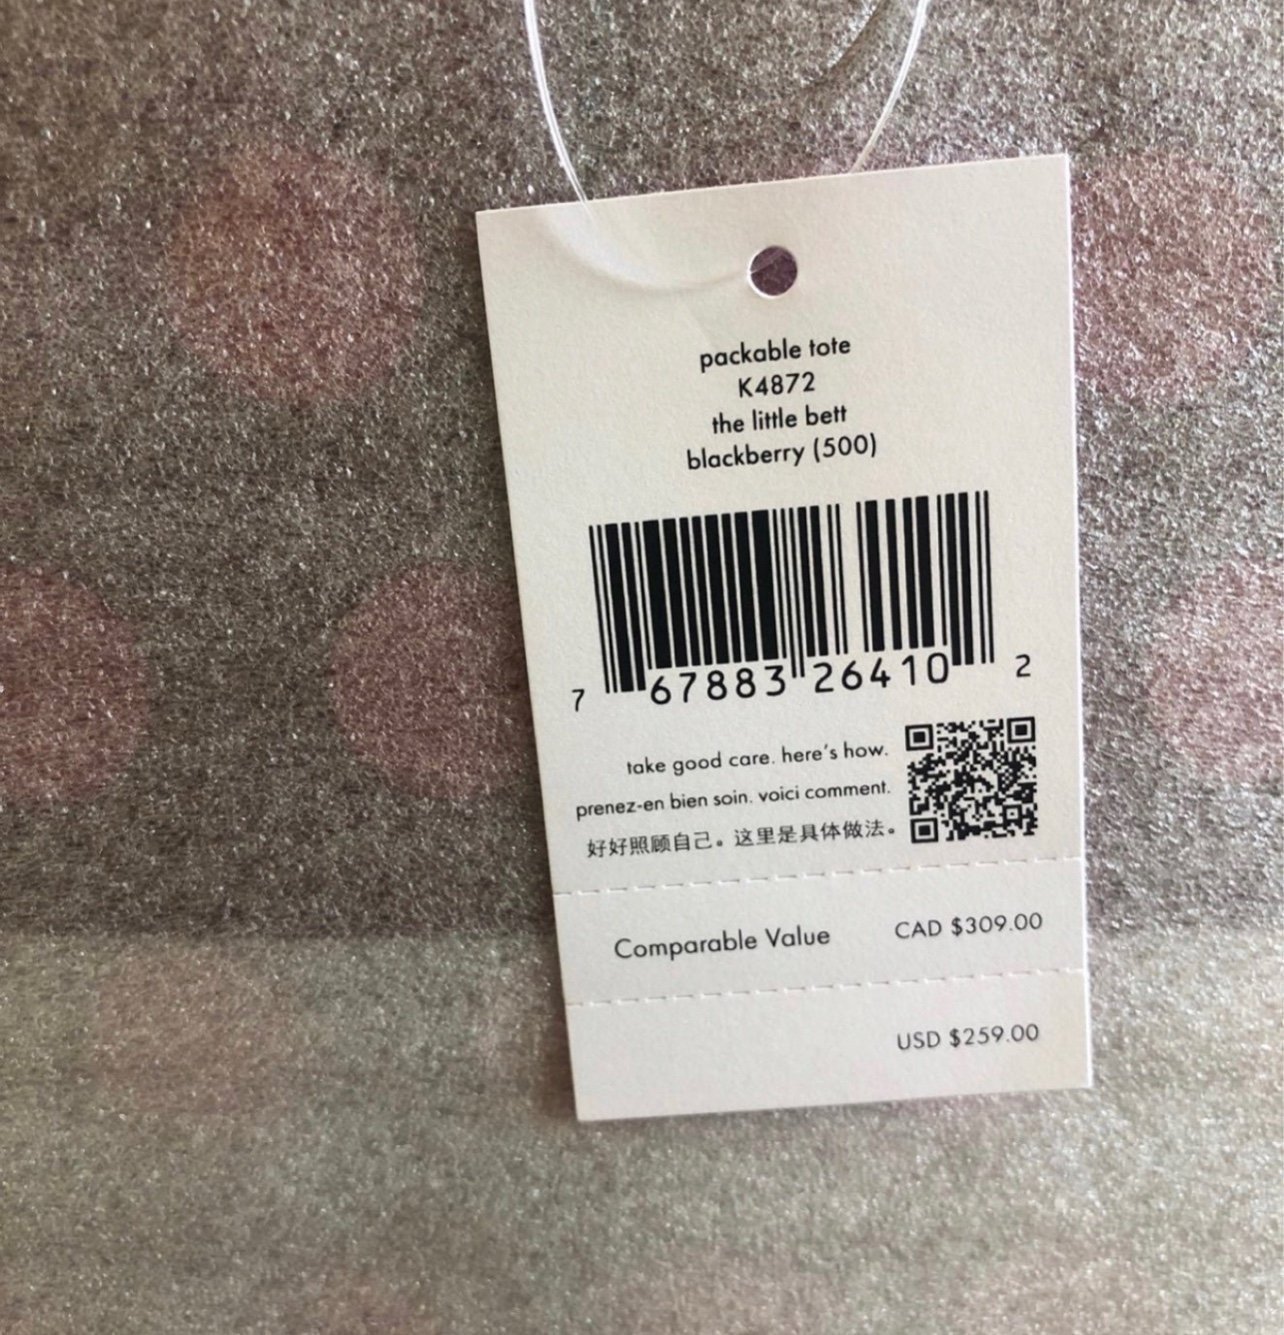 packable tote
K4872
the little bett
blackberry (500)
7 67883 26410 2
take good care. here's how.
prenez-en bien soin. voici comment.
好好照顾自己。这里是具体做法。
Comparable Value CAD $309.00
USD $259.00